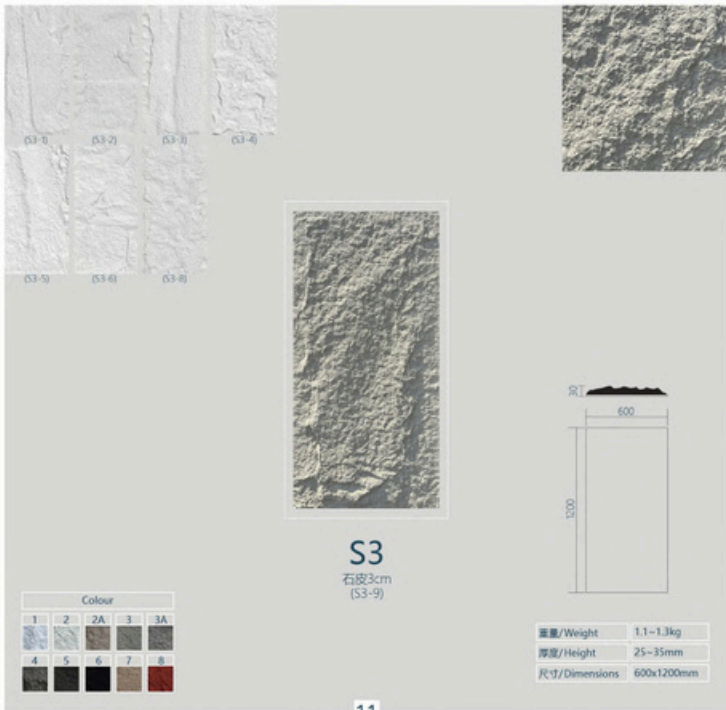 (S3-1) (S3-2) (S3-3) (S3-4)
(S3-5) (S3-6) (S3-8)
30
600
1200
S3
石皮3cm
(S3-9)
Colour
1 2 2A 3 3A
4 5 6 7 8
重量/Weight 1.1~1.3kg
厚度/Height 25~35mm
尺寸/Dimensions 600x1200mm
11